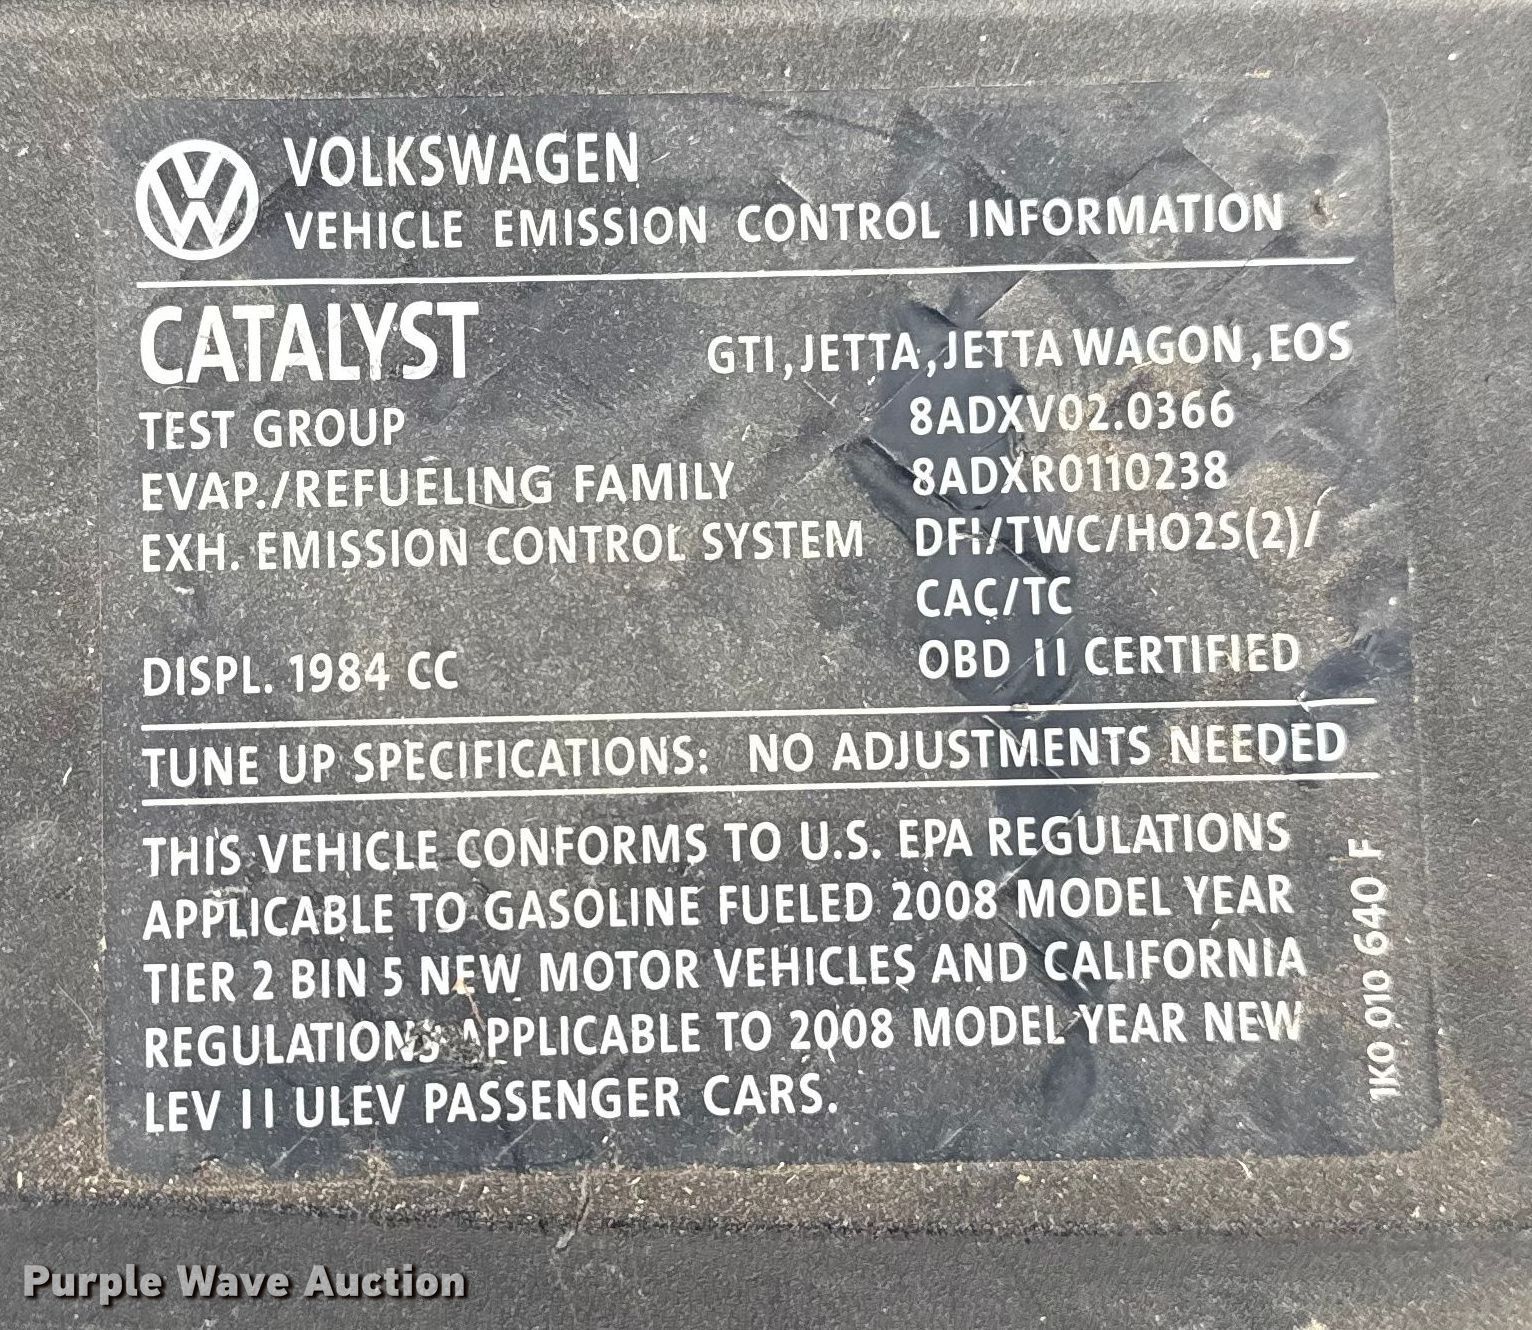 VOLKSWAGEN
VEHICLE EMISSION CONTROL INFORMATION
CATALYST
GTI, JETTA, JETTA WAGON, EOS
TEST GROUP 8ADXV02.0366
EVAP./REFUELING FAMILY 8ADXR0110238
EXH. EMISSION CONTROL SYSTEM DFI/TWC/HO2S(2)/
CAC/TC
DISPL. 1984 CC OBD II CERTIFIED
TUNE UP SPECIFICATIONS: NO ADJUSTMENTS NEEDED
THIS VEHICLE CONFORMS TO U.S. EPA REGULATIONS
APPLICABLE TO GASOLINE FUELED 2008 MODEL YEAR
TIER 2 BIN 5 NEW MOTOR VEHICLES AND CALIFORNIA
REGULATIONS APPLICABLE TO 2008 MODEL YEAR NEW
LEV II ULEV PASSENGER CARS.
1K0 010 640 F
Purple Wave Auction